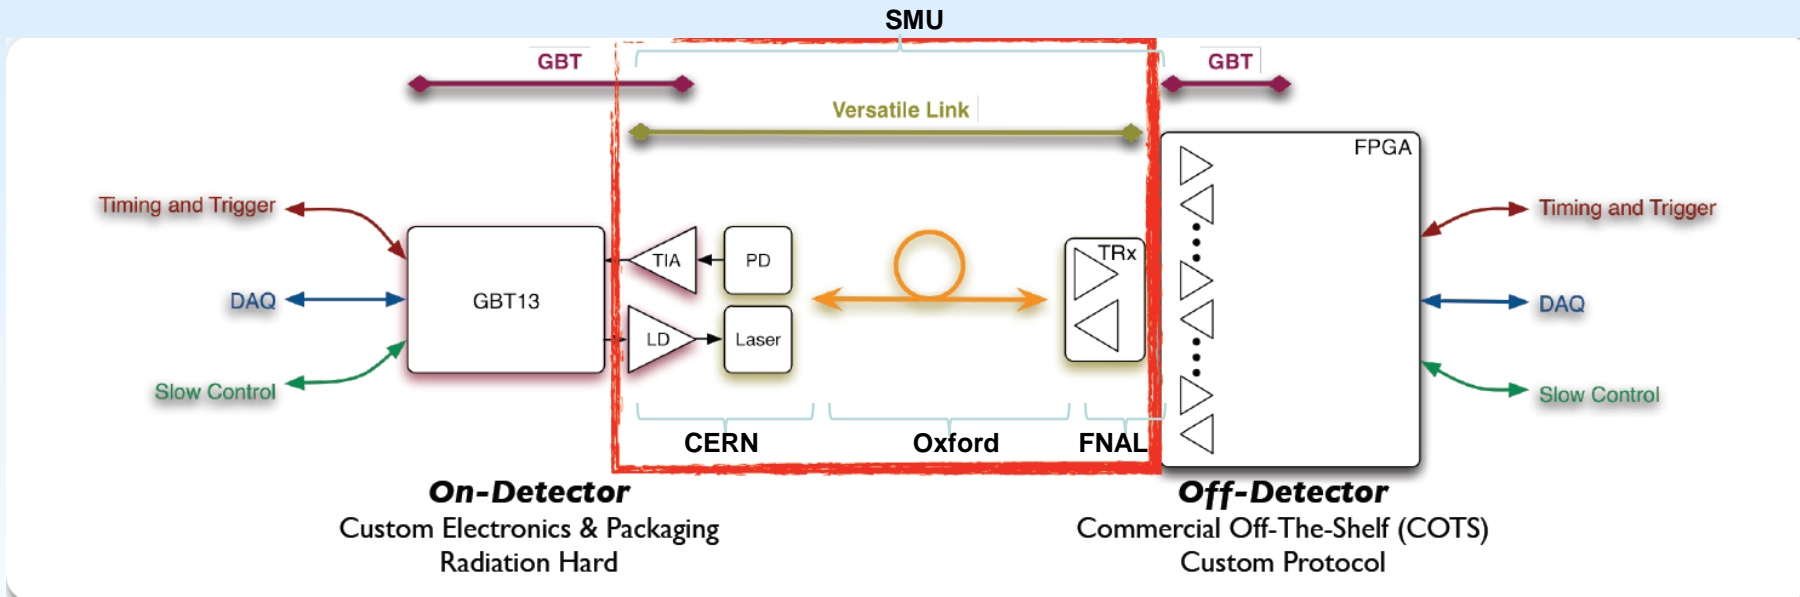 SMU
GBT
GBT
Versatile Link
FPGA
Timing and Trigger
Timing and Trigger
TIA
PD
TRx
DAQ
GBT13
DAQ
LD
Laser
Slow Control
Slow Control
CERN
Oxford
FNAL
On-Detector
Off-Detector
Custom Electronics & Packaging
Commercial Off-The-Shelf (COTS)
Radiation Hard
Custom Protocol